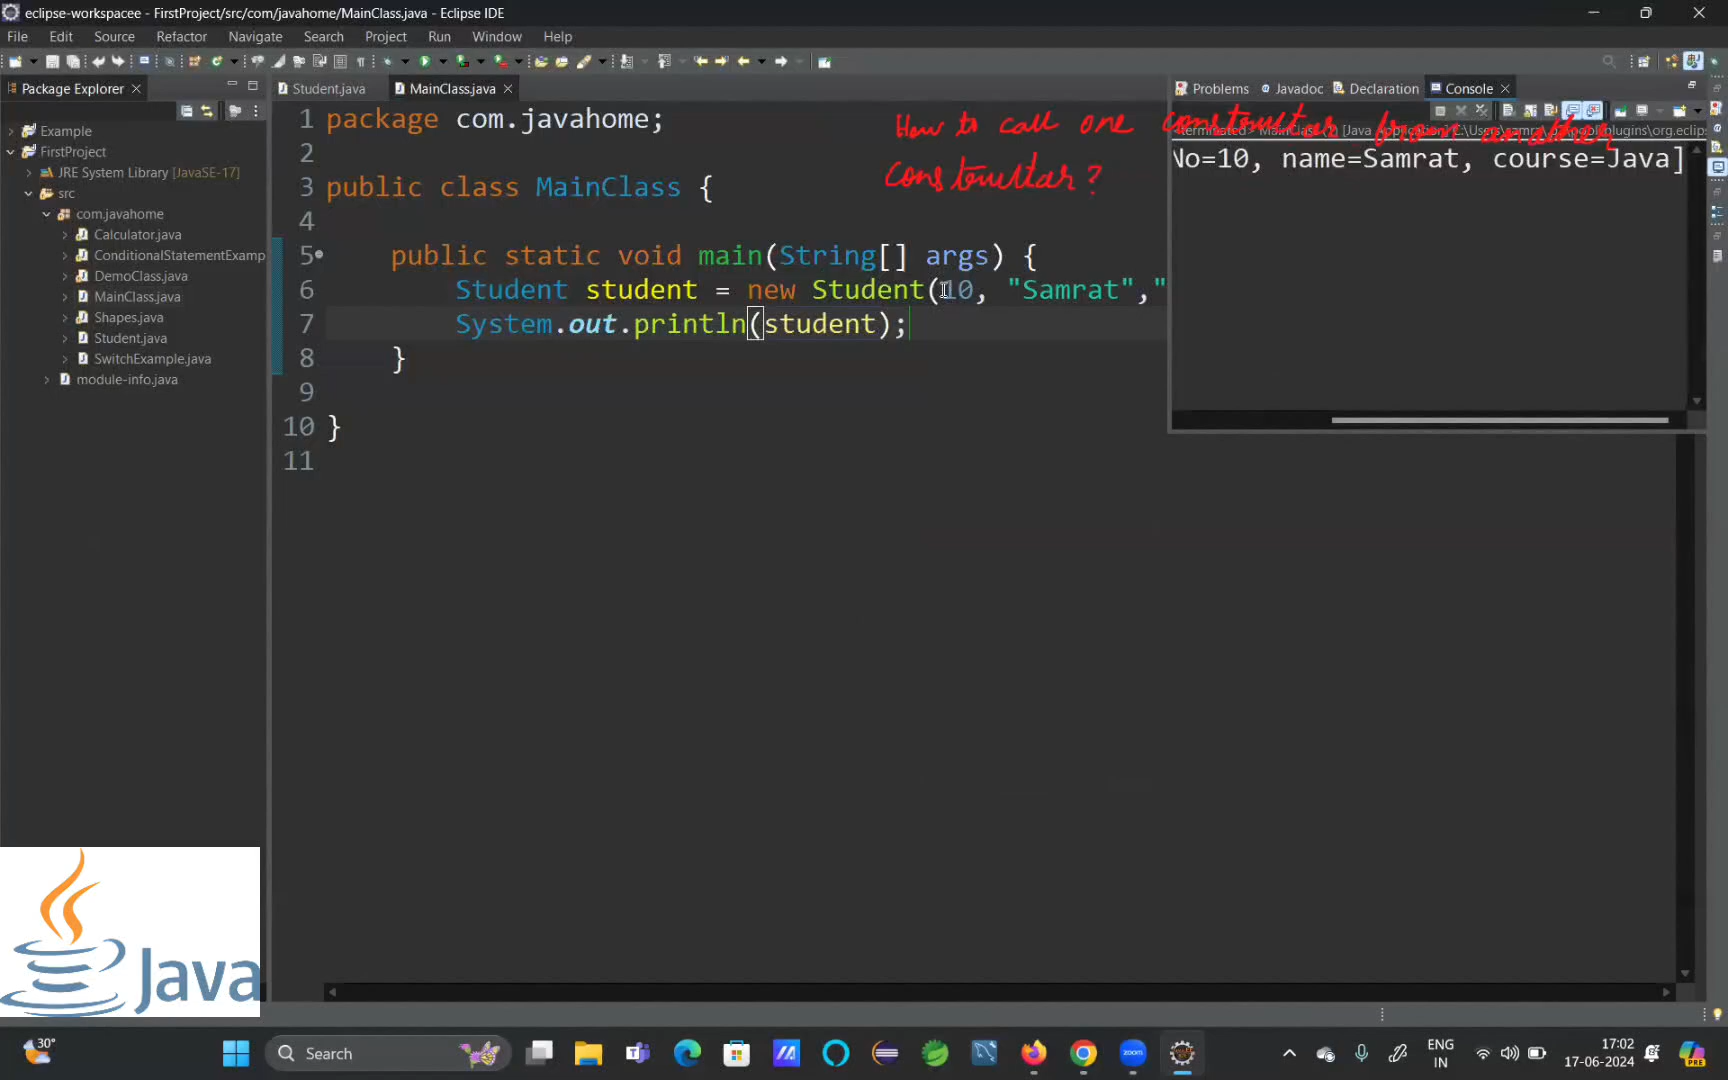 eclipse-workspacee - FirstProject/src/com/javahome/MainClass.java - Eclipse IDE
File Edit Source Refactor Navigate Search Project Run Window Help
Package Explorer
Example
FirstProject
JRE System Library [JavaSE-17]
src
com.javahome
Calculator.java
ConditionalStatementExamp
DemoClass.java
MainClass.java
Shapes.java
Student.java
SwitchExample.java
module-info.java
Student.java MainClass.java
1 package com.javahome;
2
3 public class MainClass {
4
5 public static void main(String[] args) {
6 Student student = new Student(10, "Samrat","
7 System.out.println(student);
8 }
9
10 }
11
How to call one constructor from another
constructor?
Problems Javadoc Declaration Console
No=10, name=Samrat, course=Java]
Java
30°
Search
zoom
ENG
IN
17:02
17-06-2024
PRE